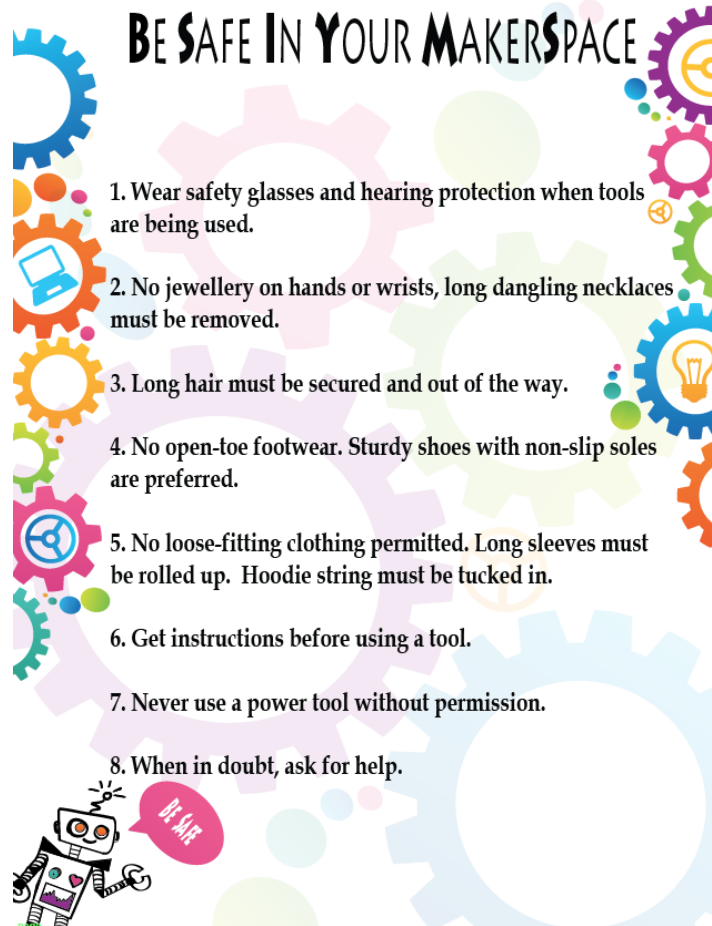 BE SAFE IN YOUR MAKERSPACE
1. Wear safety glasses and hearing protection when tools
are being used.
2. No jewellery on hands or wrists, long dangling necklaces
must be removed.
3. Long hair must be secured and out of the way.
4. No open-toe footwear. Sturdy shoes with non-slip soles
are preferred.
5. No loose-fitting clothing permitted. Long sleeves must
be rolled up.  Hoodie string must be tucked in.
6. Get instructions before using a tool.
7. Never use a power tool without permission.
8. When in doubt, ask for help.
BE SAFE